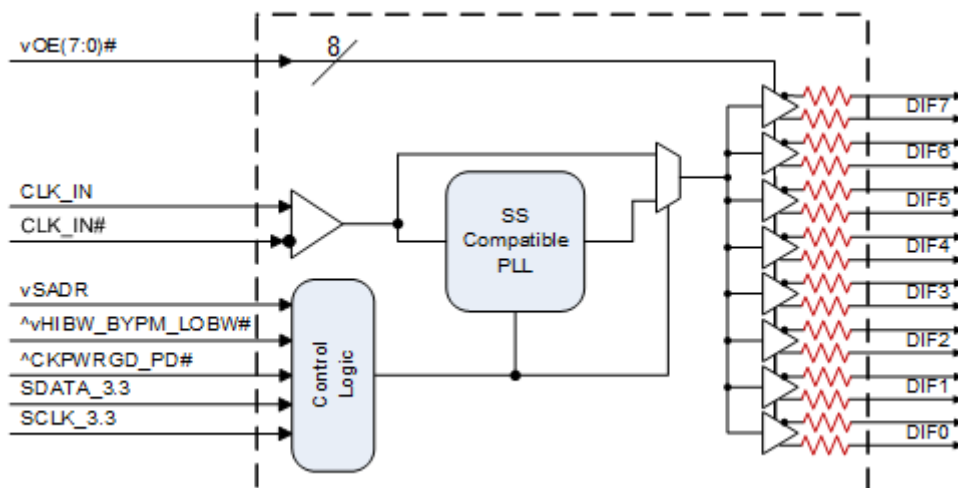 vOE(7:0)#
8
DIF7
DIF6
CLK_IN
SS
Compatible
PLL
DIF5
CLK_IN#
DIF4
vSADR
DIF3
^vHIBW_BYPM_LOBW#
Control
Logic
DIF2
^CKPWRGD_PD#
SDATA_3.3
DIF1
SCLK_3.3
DIF0